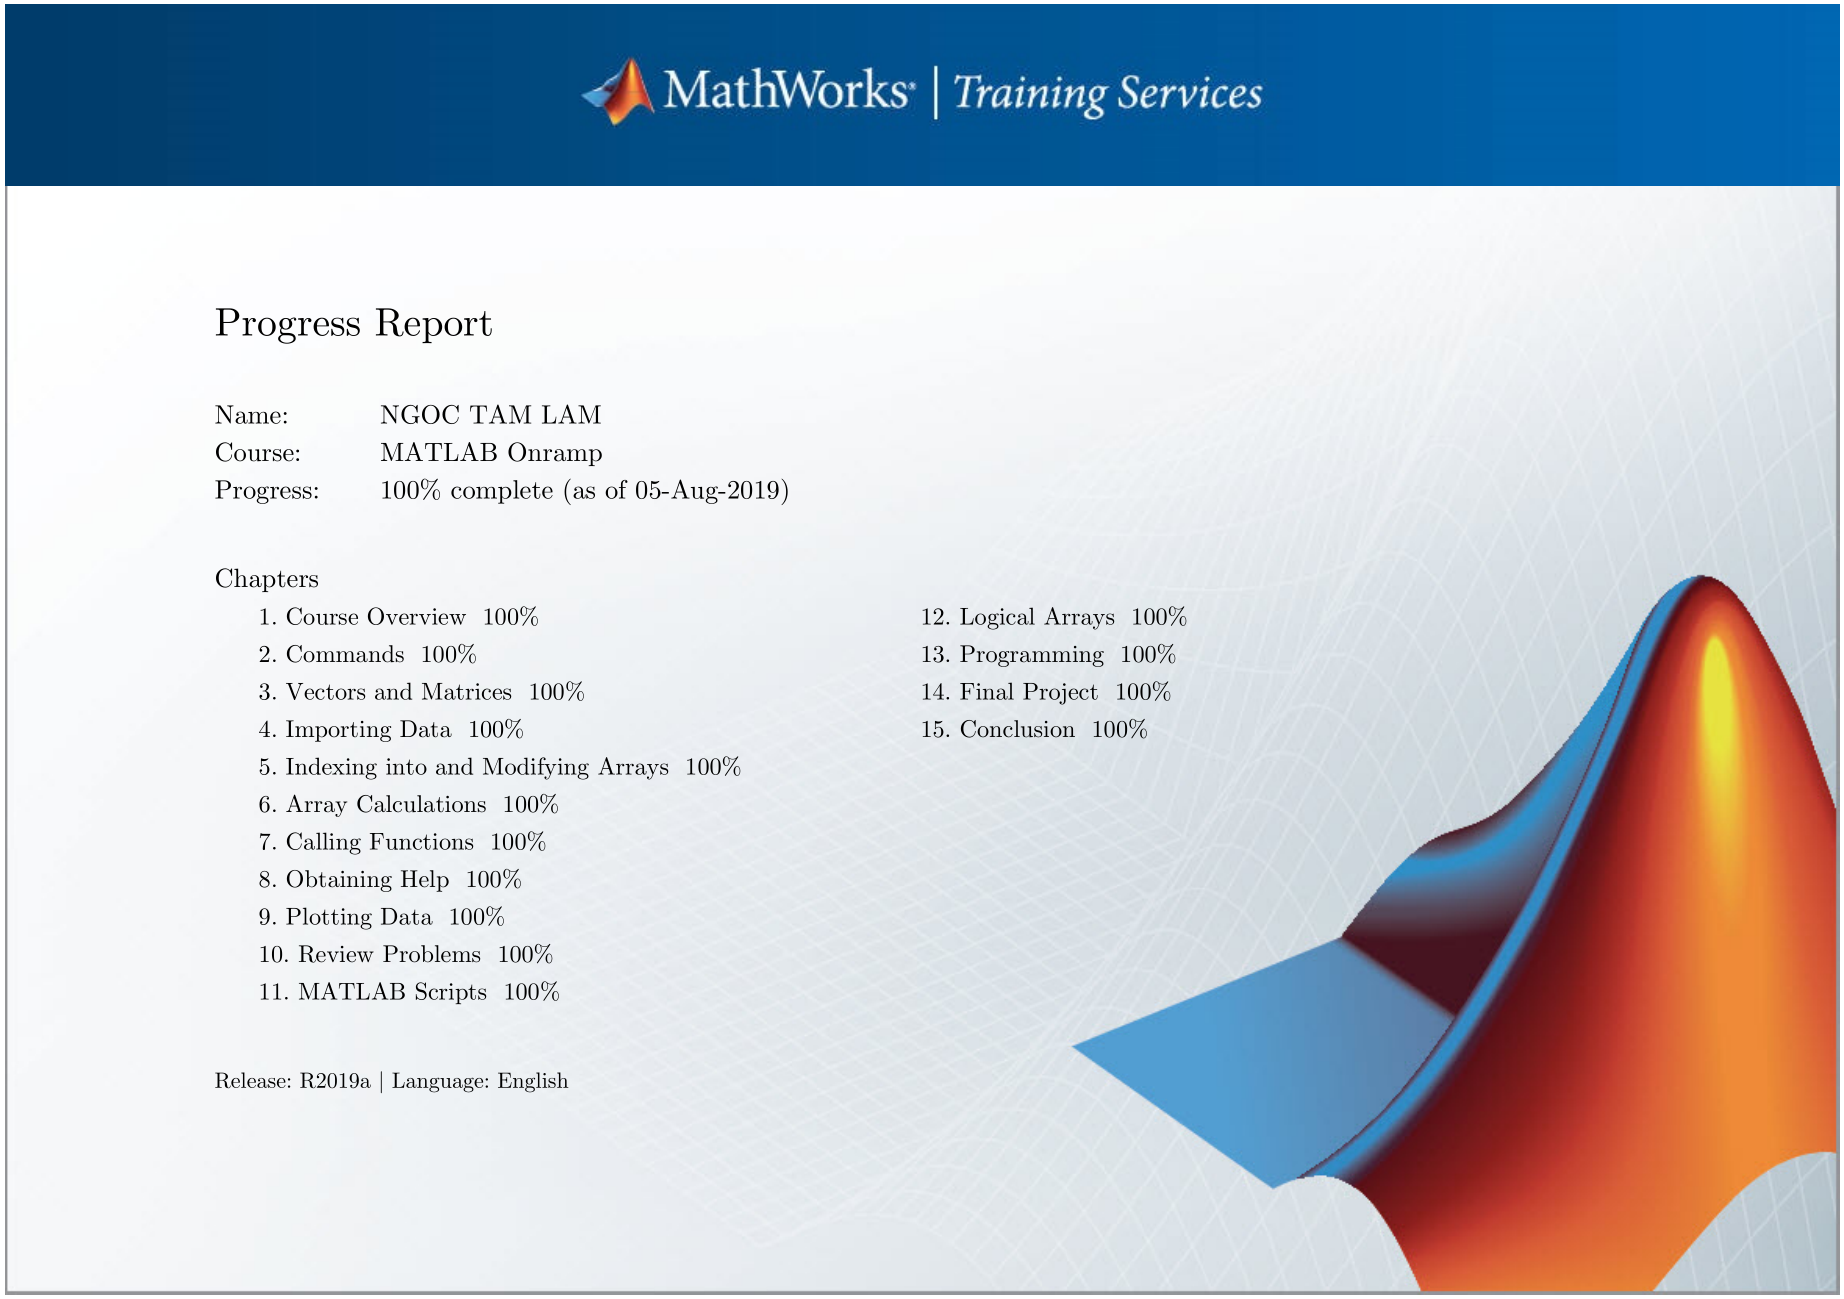 MathWorks® | Training Services
Progress Report
Name: NGOC TAM LAM
Course: MATLAB Onramp
Progress: 100% complete (as of 05-Aug-2019)
Chapters
1. Course Overview 100%
2. Commands 100%
3. Vectors and Matrices 100%
4. Importing Data 100%
5. Indexing into and Modifying Arrays 100%
6. Array Calculations 100%
7. Calling Functions 100%
8. Obtaining Help 100%
9. Plotting Data 100%
10. Review Problems 100%
11. MATLAB Scripts 100%
12. Logical Arrays 100%
13. Programming 100%
14. Final Project 100%
15. Conclusion 100%
Release: R2019a | Language: English